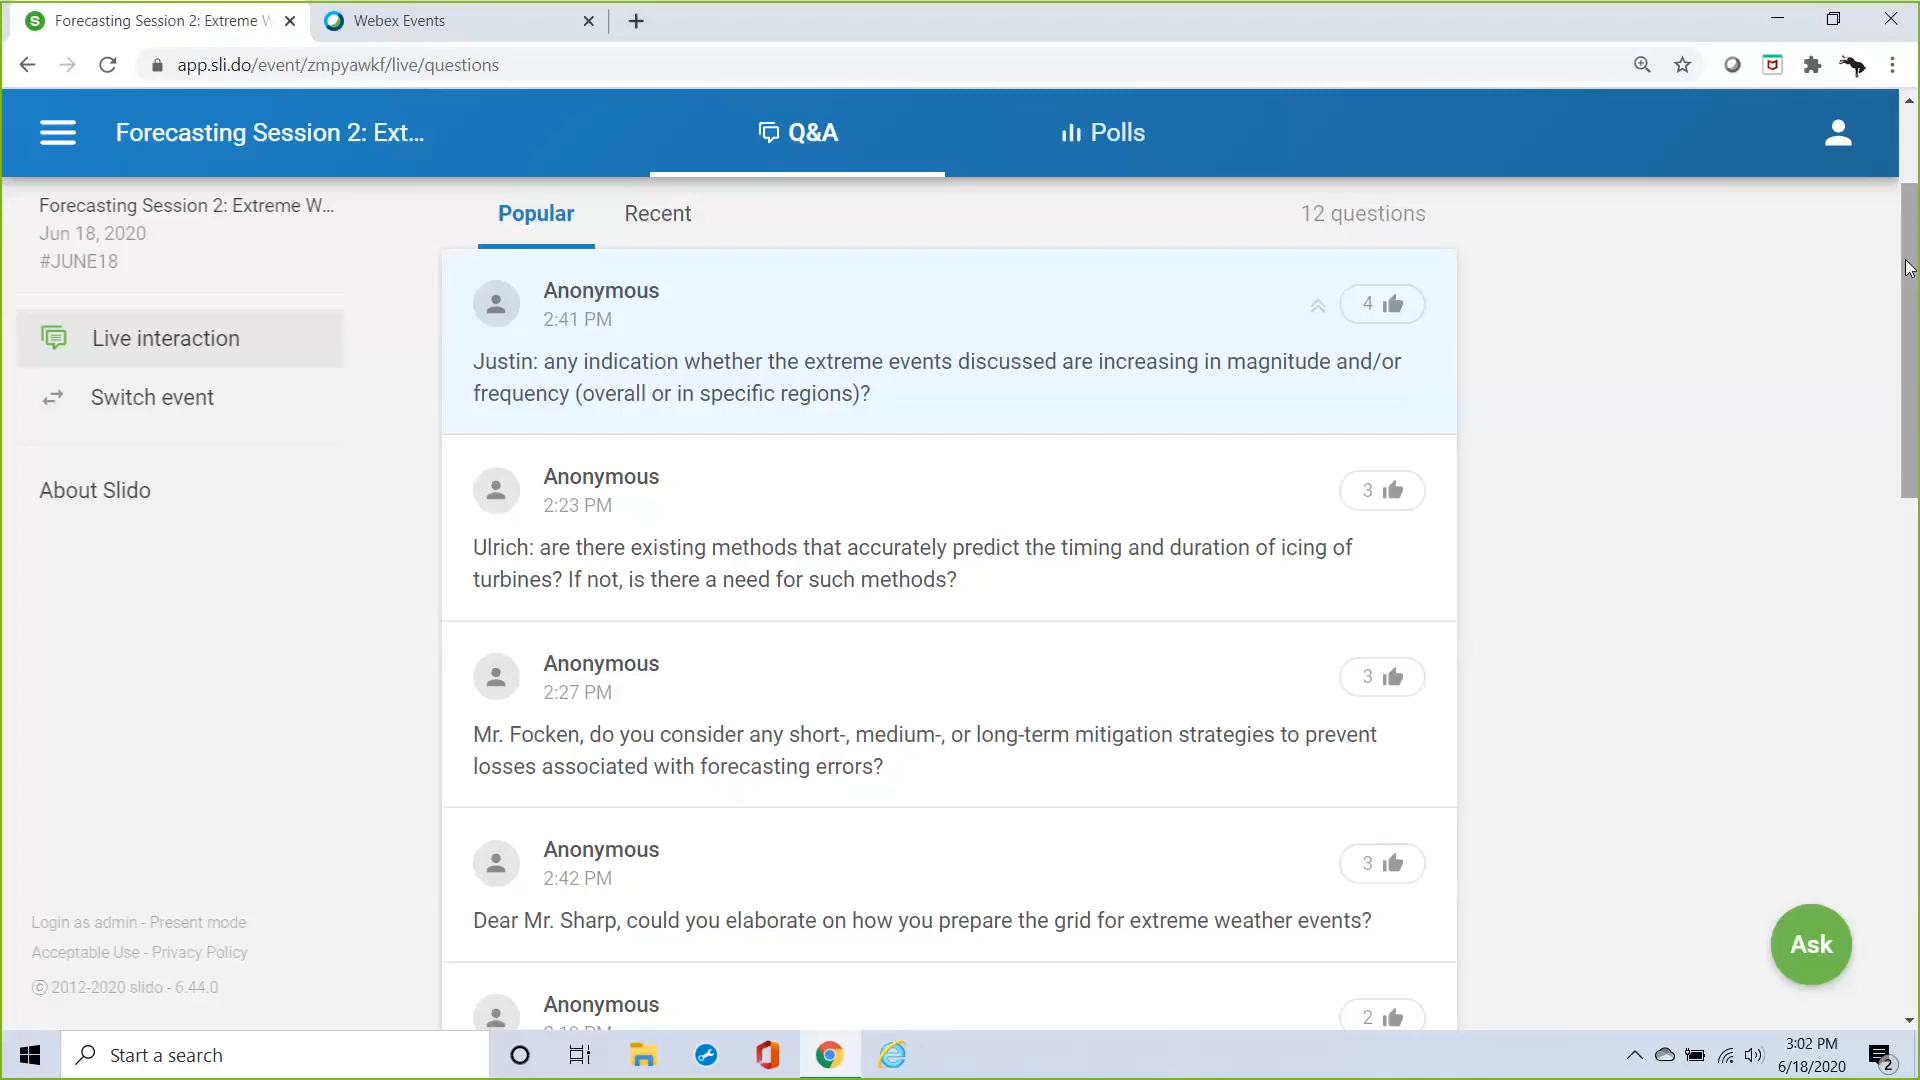 Forecasting Session 2: Extreme W
Webex Events
app.sli.do/event/zmpyawkf/live/questions
Forecasting Session 2: Ext...
Q&A
Polls
Forecasting Session 2: Extreme W...
Jun 18, 2020
#JUNE18
Live interaction
Switch event
About Slido
Login as admin - Present mode
Acceptable Use - Privacy Policy
© 2012-2020 slido - 6.44.0
Popular
Recent
12 questions
Anonymous
2:41 PM
4
Justin: any indication whether the extreme events discussed are increasing in magnitude and/or
frequency (overall or in specific regions)?
Anonymous
2:23 PM
3
Ulrich: are there existing methods that accurately predict the timing and duration of icing of
turbines? If not, is there a need for such methods?
Anonymous
2:27 PM
3
Mr. Focken, do you consider any short-, medium-, or long-term mitigation strategies to prevent
losses associated with forecasting errors?
Anonymous
2:42 PM
3
Dear Mr. Sharp, could you elaborate on how you prepare the grid for extreme weather events?
Anonymous
2
Ask
Start a search
3:02 PM
6/18/2020
2